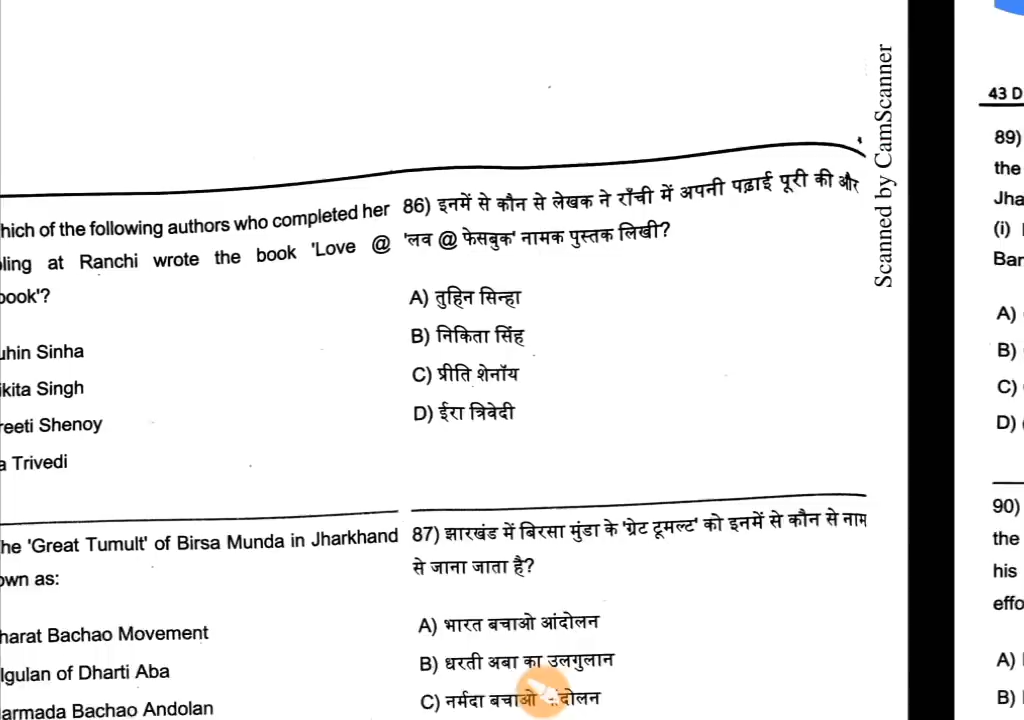 hich of the following authors who completed her
ling at Ranchi wrote the book 'Love @
book'?
uhin Sinha
ikita Singh
reeti Shenoy
a Trivedi
86) इनमें से कौन से लेखक ने राँची में अपनी पढ़ाई पूरी की और
'लव @ फेसबुक' नामक पुस्तक लिखी?
A) तुहिन सिन्हा
B) निकिता सिंह
C) प्रीति शेनॉय
D) ईरा त्रिवेदी
he 'Great Tumult' of Birsa Munda in Jharkhand
own as:
harat Bachao Movement
lgulan of Dharti Aba
armada Bachao Andolan
87) झारखंड में बिरसा मुंडा के 'ग्रेट टूमल्ट' को इनमें से कौन से नाम
से जाना जाता है?
A) भारत बचाओ आंदोलन
B) धरती अबा का उलगुलान
C) नर्मदा बचाओ दोलन
Scanned by CamScanner
43 D
89)
the
Jha
(i)
Bar
A)
B)
C)
D)
90)
the
his
effo
A)
B)